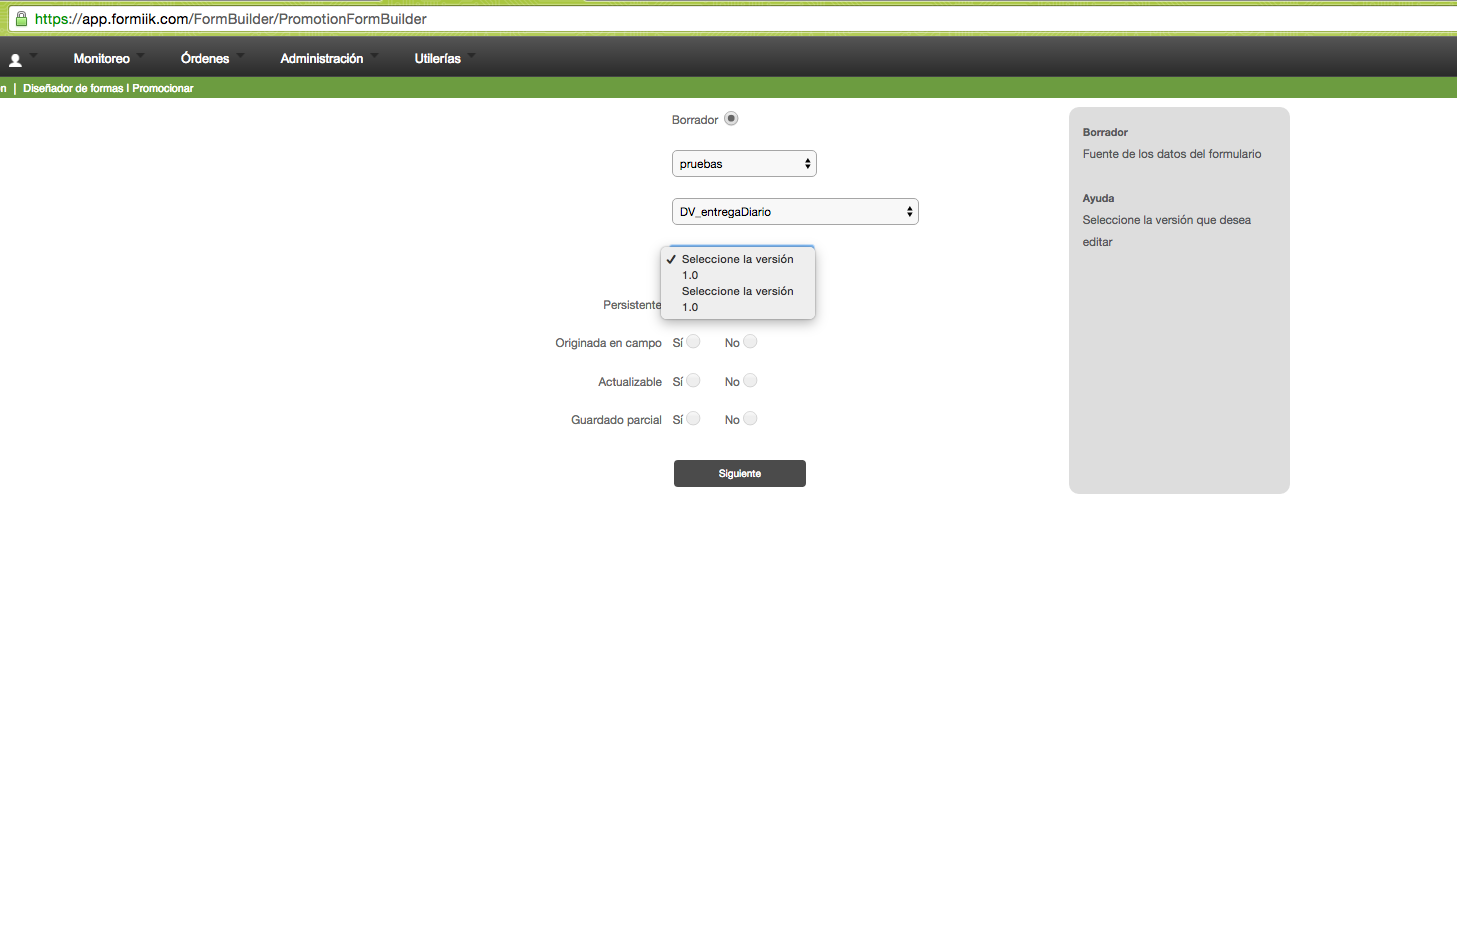 https://app.formiik.com/FormBuilder/PromotionFormBuilder
Monitoreo Órdenes Administración Utilerías
n | Diseñador de formas I Promocionar
Borrador
pruebas
DV_entregaDiario
✓ Seleccione la versión
1.0
Seleccione la versión
1.0
Persistente
Originada en campo Sí No
Actualizable Sí No
Guardado parcial Sí No
Siguiente
Borrador
Fuente de los datos del formulario
Ayuda
Seleccione la versión que desea
editar